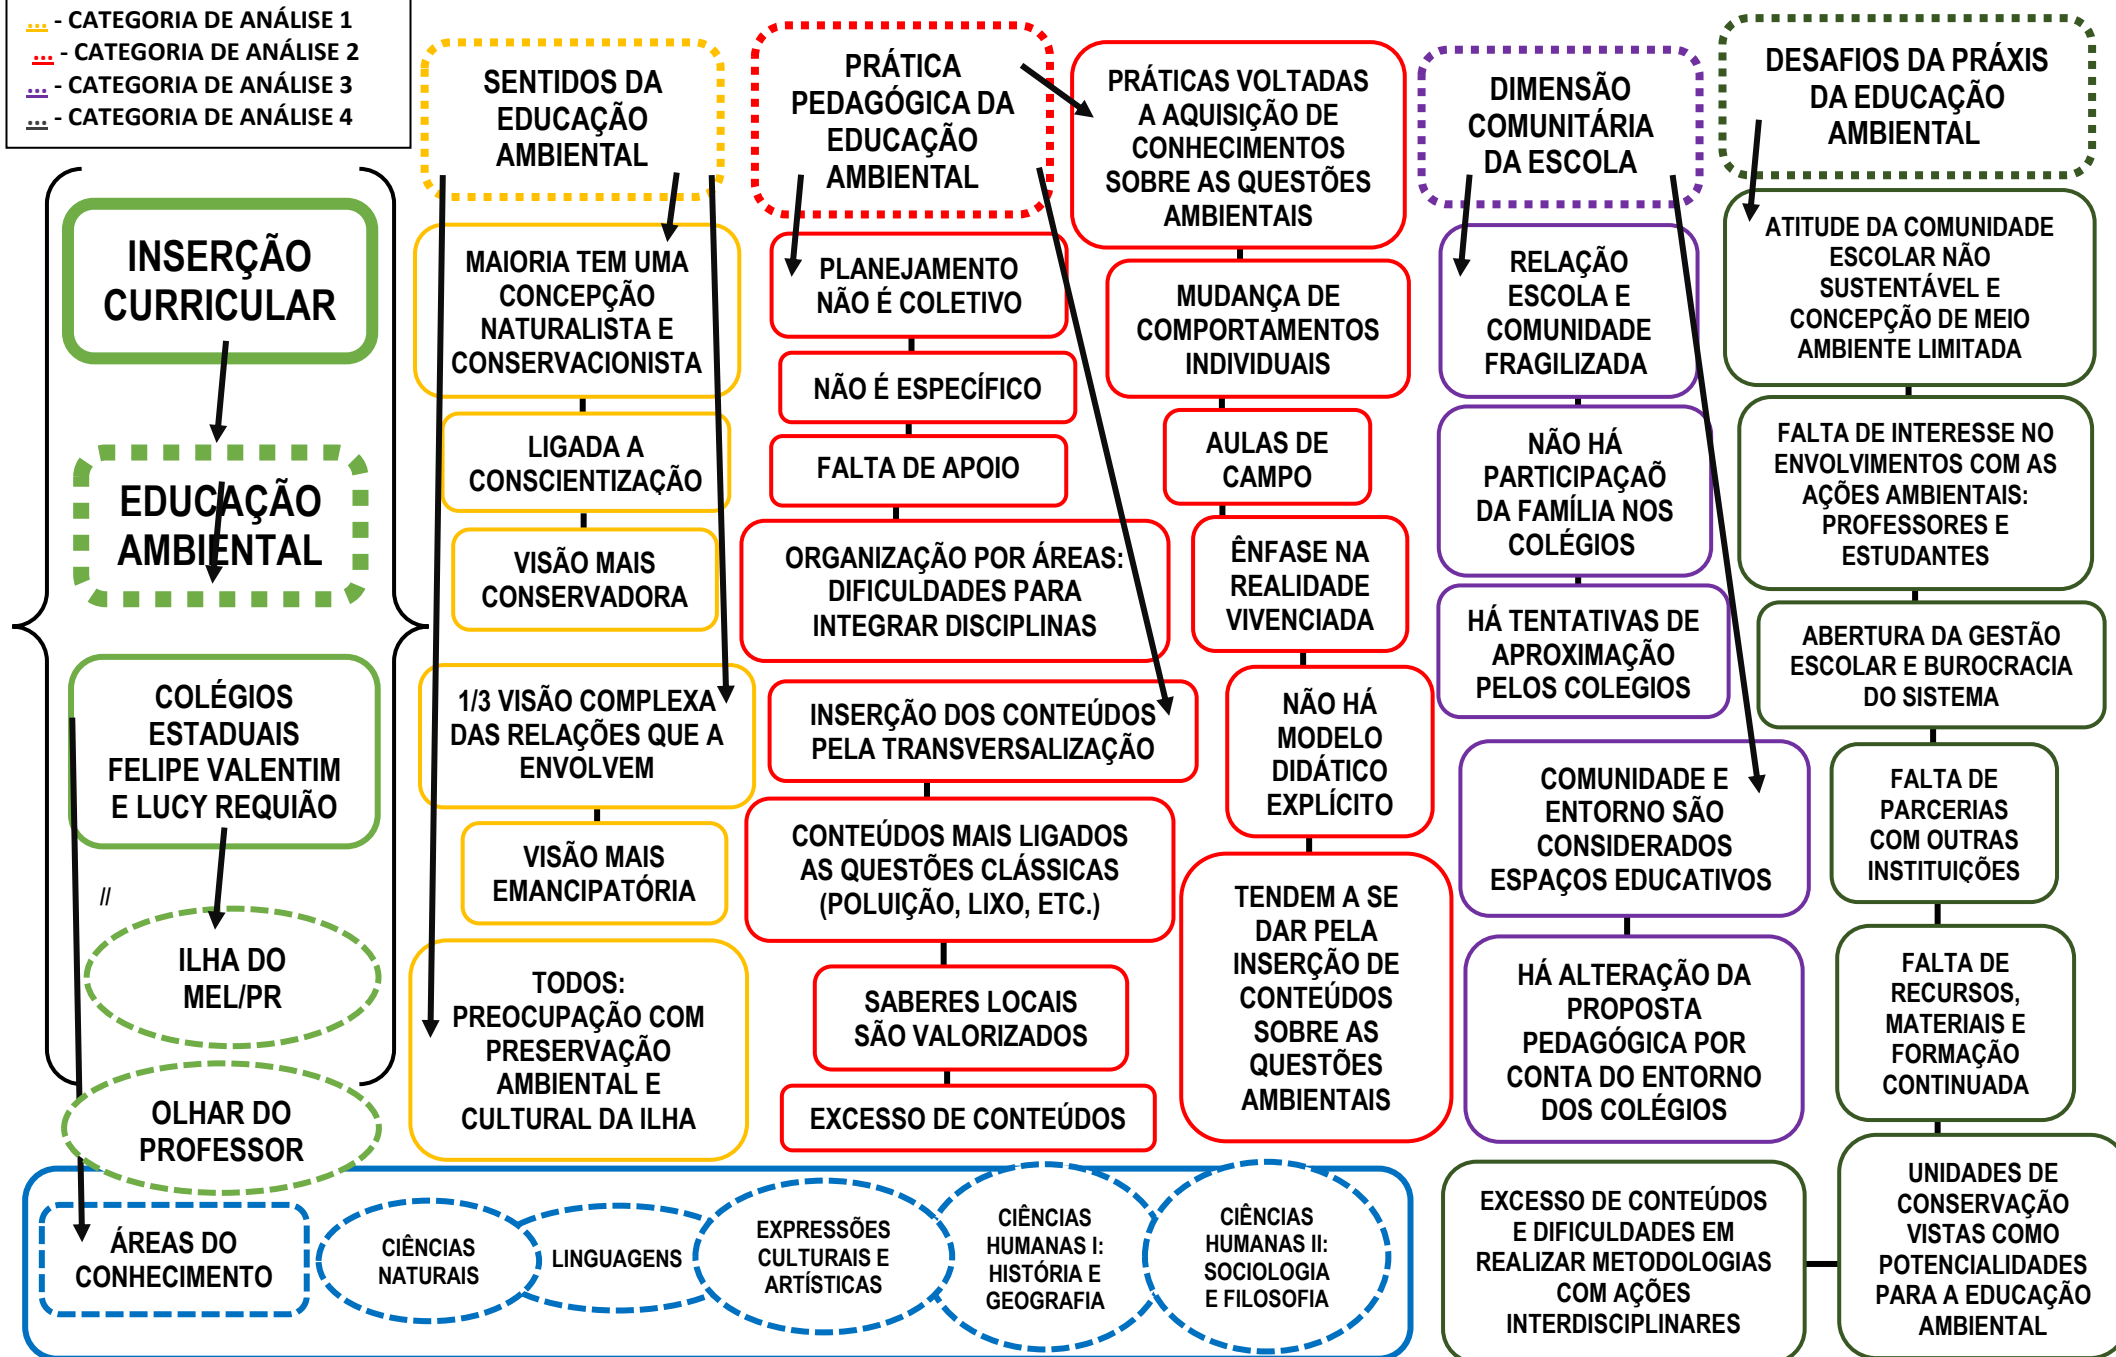 ... - CATEGORIA DE ANÁLISE 1
... - CATEGORIA DE ANÁLISE 2
... - CATEGORIA DE ANÁLISE 3
... - CATEGORIA DE ANÁLISE 4
INSERÇÃO
CURRICULAR
EDUCAÇÃO
AMBIENTAL
COLÉGIOS
ESTADUAIS
FELIPE VALENTIM
E LUCY REQUIÃO
//
ILHA DO
MEL/PR
OLHAR DO
PROFESSOR
SENTIDOS DA
EDUCAÇÃO
AMBIENTAL
MAIORIA TEM UMA
CONCEPÇÃO
NATURALISTA E
CONSERVACIONISTA
LIGADA A
CONSCIENTIZAÇÃO
VISÃO MAIS
CONSERVADORA
1/3 VISÃO COMPLEXA
DAS RELAÇÕES QUE A
ENVOLVEM
VISÃO MAIS
EMANCIPATÓRIA
TODOS:
PREOCUPAÇÃO COM
PRESERVAÇÃO
AMBIENTAL E
CULTURAL DA ILHA
PRÁTICA
PEDAGÓGICA DA
EDUCAÇÃO
AMBIENTAL
PLANEJAMENTO
NÃO É COLETIVO
NÃO É ESPECÍFICO
FALTA DE APOIO
ORGANIZAÇÃO POR ÁREAS:
DIFICULDADES PARA
INTEGRAR DISCIPLINAS
INSERÇÃO DOS CONTEÚDOS
PELA TRANSVERSALIZAÇÃO
CONTEÚDOS MAIS LIGADOS
AS QUESTÕES CLÁSSICAS
(POLUIÇÃO, LIXO, ETC.)
SABERES LOCAIS
SÃO VALORIZADOS
EXCESSO DE CONTEÚDOS
PRÁTICAS VOLTADAS
A AQUISIÇÃO DE
CONHECIMENTOS
SOBRE AS QUESTÕES
AMBIENTAIS
MUDANÇA DE
COMPORTAMENTOS
INDIVIDUAIS
AULAS DE
CAMPO
ÊNFASE NA
REALIDADE
VIVENCIADA
NÃO HÁ
MODELO
DIDÁTICO
EXPLÍCITO
TENDEM A SE
DAR PELA
INSERÇÃO DE
CONTEÚDOS
SOBRE AS
QUESTÕES
AMBIENTAIS
DIMENSÃO
COMUNITÁRIA
DA ESCOLA
RELAÇÃO
ESCOLA E
COMUNIDADE
FRAGILIZADA
NÃO HÁ
PARTICIPAÇAÕ
DA FAMÍLIA NOS
COLÉGIOS
HÁ TENTATIVAS DE
APROXIMAÇÃO
PELOS COLEGIOS
COMUNIDADE E
ENTORNO SÃO
CONSIDERADOS
ESPAÇOS EDUCATIVOS
HÁ ALTERAÇÃO DA
PROPOSTA
PEDAGÓGICA POR
CONTA DO ENTORNO
DOS COLÉGIOS
DESAFIOS DA PRÁXIS
DA EDUCAÇÃO
AMBIENTAL
ATITUDE DA COMUNIDADE
ESCOLAR NÃO
SUSTENTÁVEL E
CONCEPÇÃO DE MEIO
AMBIENTE LIMITADA
FALTA DE INTERESSE NO
ENVOLVIMENTOS COM AS
AÇÕES AMBIENTAIS:
PROFESSORES E
ESTUDANTES
ABERTURA DA GESTÃO
ESCOLAR E BUROCRACIA
DO SISTEMA
FALTA DE
PARCERIAS
COM OUTRAS
INSTITUIÇÕES
FALTA DE
RECURSOS,
MATERIAIS E
FORMAÇÃO
CONTINUADA
UNIDADES DE
CONSERVAÇÃO
VISTAS COMO
POTENCIALIDADES
PARA A EDUCAÇÃO
AMBIENTAL
EXCESSO DE CONTEÚDOS
E DIFICULDADES EM
REALIZAR METODOLOGIAS
COM AÇÕES
INTERDISCIPLINARES
ÁREAS DO
CONHECIMENTO
CIÊNCIAS
NATURAIS
LINGUAGENS
EXPRESSÕES
CULTURAIS E
ARTÍSTICAS
CIÊNCIAS
HUMANAS I:
HISTÓRIA E
GEOGRAFIA
CIÊNCIAS
HUMANAS II:
SOCIOLOGIA
E FILOSOFIA